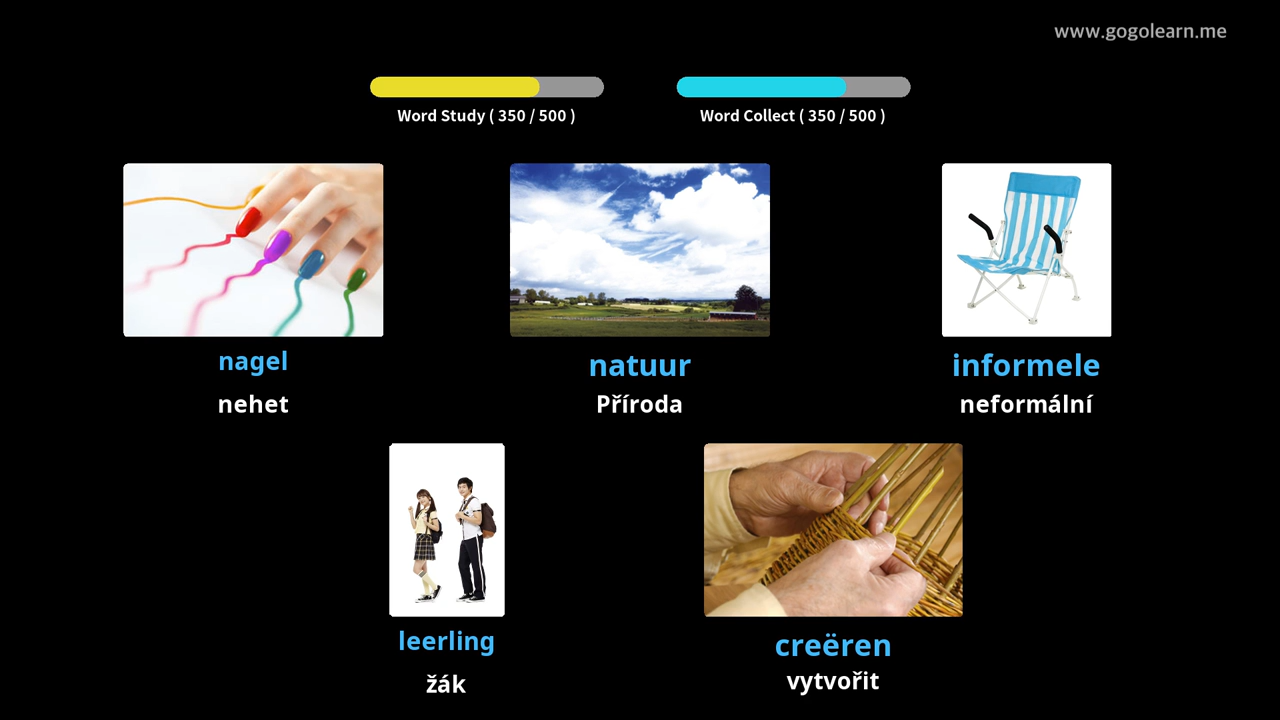 www.gogolearn.me
Word Study ( 350 / 500 )
Word Collect ( 350 / 500 )
nagel
nehet
natuur
Příroda
informele
neformální
leerling
žák
creëren
vytvořit